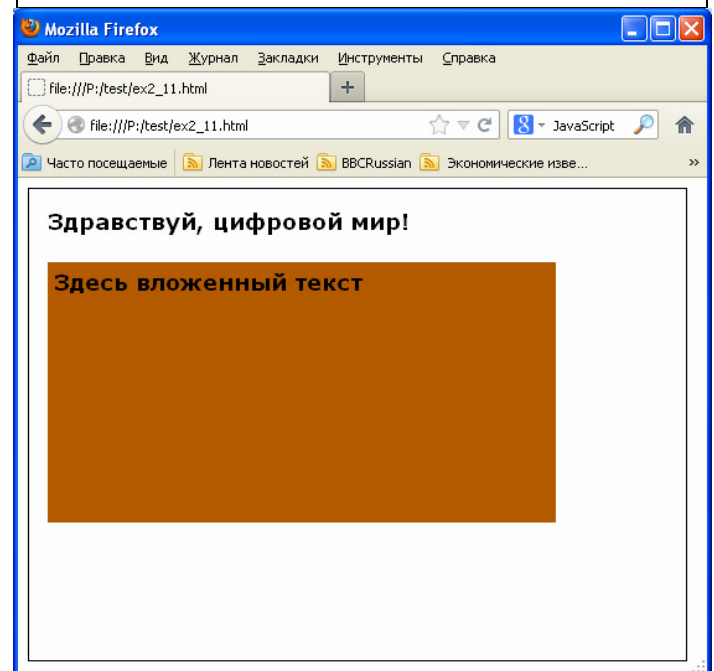 Mozilla Firefox
Файл Правка Вид Журнал Закладки Инструменты Справка
file:///P:/test/ex2_11.html +
file:///P:/test/ex2_11.html 8 JavaScript
Часто посещаемые Лента новостей BBCRussian Экономические изве... »
Здравствуй, цифровой мир!
Здесь вложенный текст